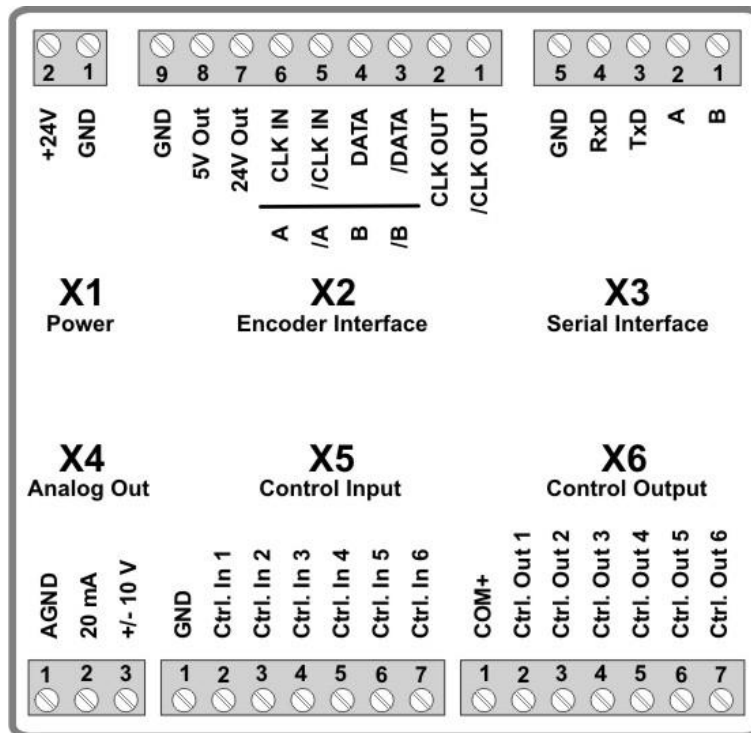 2 1
9 8 7 6 5 4 3 2 1
5 4 3 2 1
+24V
GND
GND
5V Out
24V Out
CLK IN
/CLK IN
DATA
/DATA
CLK OUT
/CLK OUT
A
/A
B
/B
GND
RxD
TxD
A
B
X1
Power
X2
Encoder Interface
X3
Serial Interface
X4
Analog Out
X5
Control Input
X6
Control Output
AGND
20 mA
+/- 10 V
GND
Ctrl. In 1
Ctrl. In 2
Ctrl. In 3
Ctrl. In 4
Ctrl. In 5
Ctrl. In 6
COM+
Ctrl. Out 1
Ctrl. Out 2
Ctrl. Out 3
Ctrl. Out 4
Ctrl. Out 5
Ctrl. Out 6
1 2 3
1 2 3 4 5 6 7
1 2 3 4 5 6 7